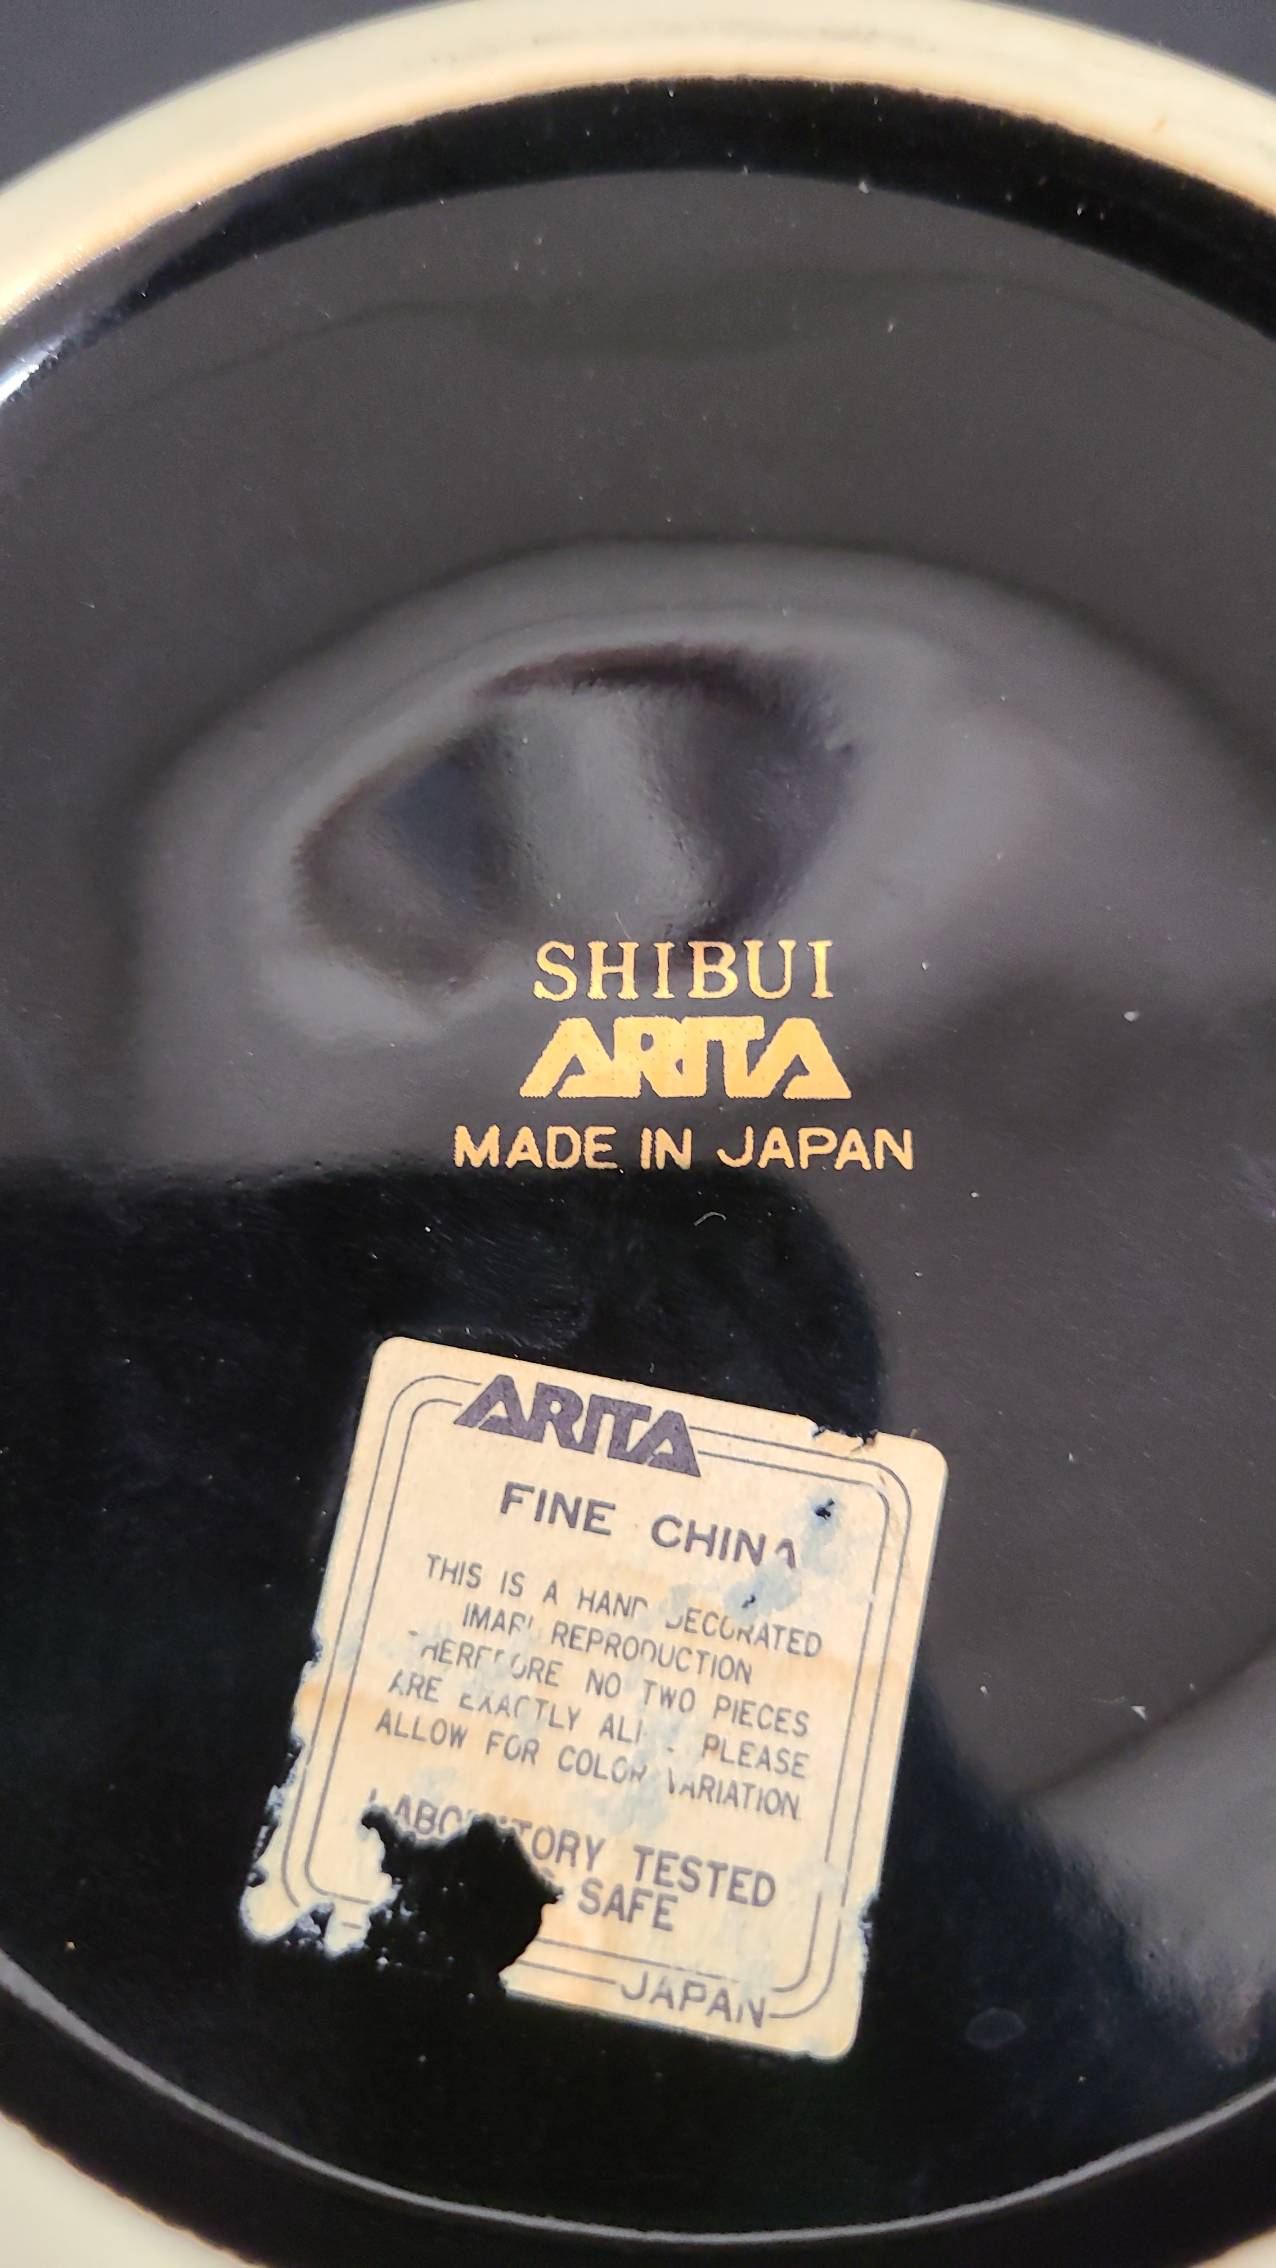 SHIBUI
ARITA
MADE IN JAPAN
ARITA
FINE CHINA
THIS IS A HAND DECORATED
IMARI REPRODUCTION
THEREFORE NO TWO PIECES
ARE EXACTLY ALIKE PLEASE
ALLOW FOR COLOR VARIATION
LABORATORY TESTED
SAFE
JAPAN